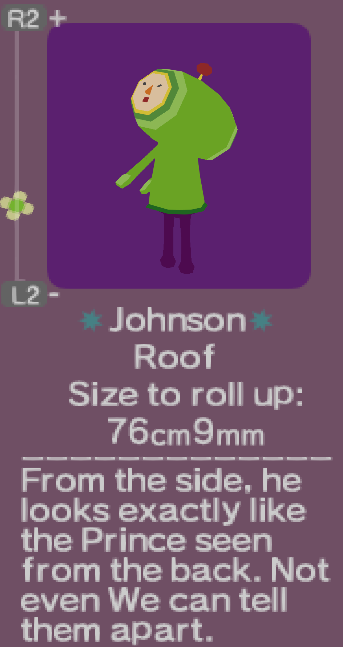 R2 +
L2 -
Johnson
Roof
Size to roll up:
76cm9mm
From the side, he
looks exactly like
the Prince seen
from the back. Not
even We can tell
them apart.